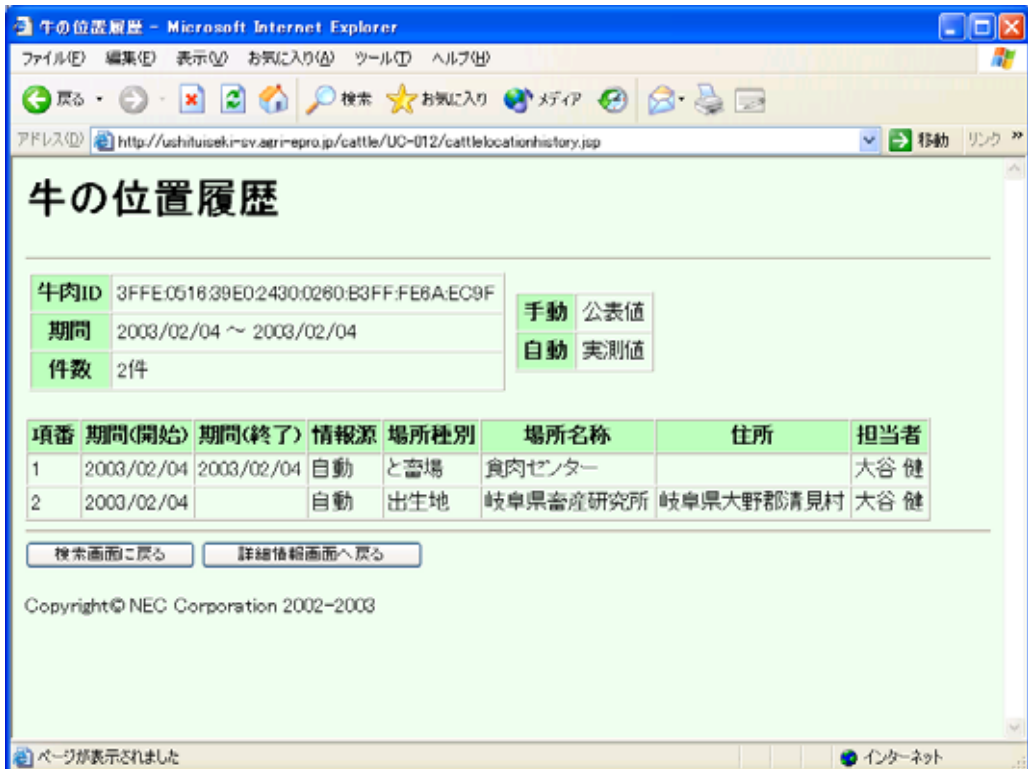 牛の位置履歴 - Microsoft Internet Explorer
ファイル(F) 編集(E) 表示(V) お気に入り(A) ツール(T) ヘルプ(H)
戻る 検索 お気に入り メディア
アドレス(D) http://ushituiseki-sv.agri-epro.jp/cattle/UC-012/cattlelocationhistory.jsp 移動 リンク »
牛の位置履歴
牛肉ID 3FFE:0516:39E0:2430:0260:B3FF:FE6A:EC9F
期間 2003/02/04 ~ 2003/02/04
件数 2件
手動 公表値
自動 実測値
項番 期間(開始) 期間(終了) 情報源 場所種別 場所名称 住所 担当者
1 2003/02/04 2003/02/04 自動 と畜場 食肉センター 大谷 健
2 2003/02/04 自動 出生地 岐阜県畜産研究所 岐阜県大野郡清見村 大谷 健
検索画面に戻る 詳細情報画面へ戻る
Copyright© NEC Corporation 2002-2003
ページが表示されました インターネット